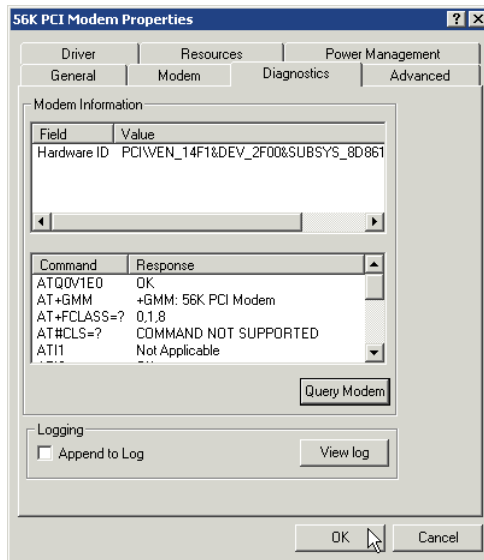 56K PCI Modem Properties
Driver Resources Power Management
General Modem Diagnostics Advanced
Modem Information
Field Value
Hardware ID PCI\VEN_14F1&DEV_2F00&SUBSYS_8D861
Command Response
ATQ0V1E0 OK
AT+GMM +GMM: 56K PCI Modem
AT+FCLASS=? 0,1,8
AT#CLS=? COMMAND NOT SUPPORTED
ATI1 Not Applicable
Query Modem
Logging
Append to Log View log
OK Cancel